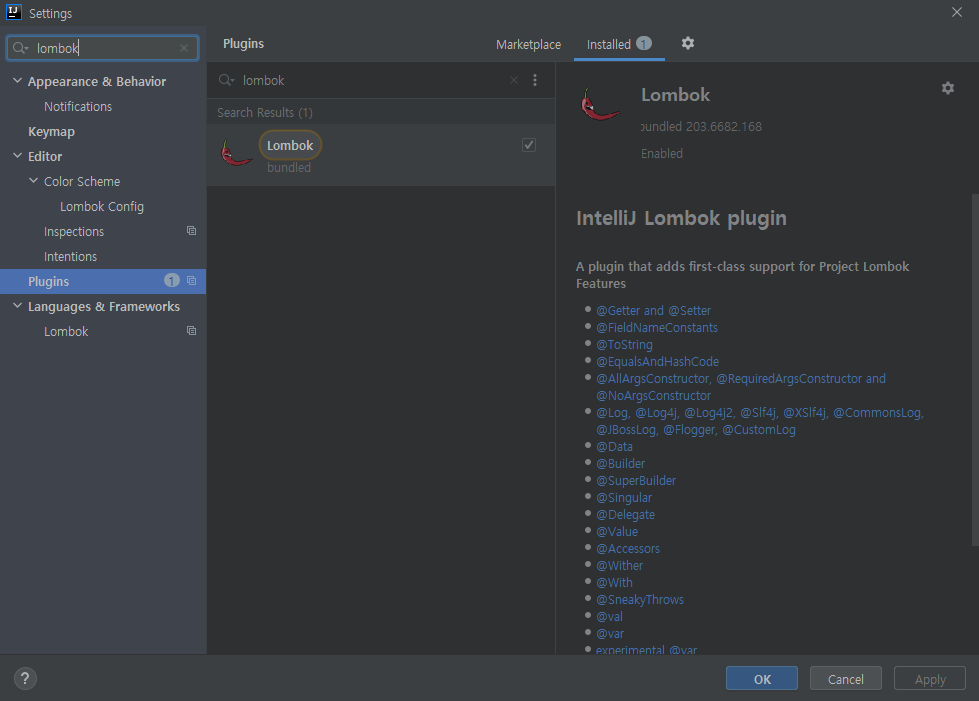 IJ
Settings
lombok
Appearance & Behavior
Notifications
Keymap
Editor
Color Scheme
Lombok Config
Inspections
Intentions
Plugins 1
Languages & Frameworks
Lombok
Plugins
Marketplace
Installed 1
lombok
Search Results (1)
Lombok
bundled
Lombok
bundled 203.6682.168
Enabled
IntelliJ Lombok plugin
A plugin that adds first-class support for Project Lombok
Features
@Getter and @Setter
@FieldNameConstants
@ToString
@EqualsAndHashCode
@AllArgsConstructor, @RequiredArgsConstructor and
@NoArgsConstructor
@Log, @Log4j, @Log4j2, @Slf4j, @XSlf4j, @CommonsLog,
@JBossLog, @Flogger, @CustomLog
@Data
@Builder
@SuperBuilder
@Singular
@Delegate
@Value
@Accessors
@Wither
@With
@SneakyThrows
@val
@var
experimental @var
?
OK
Cancel
Apply